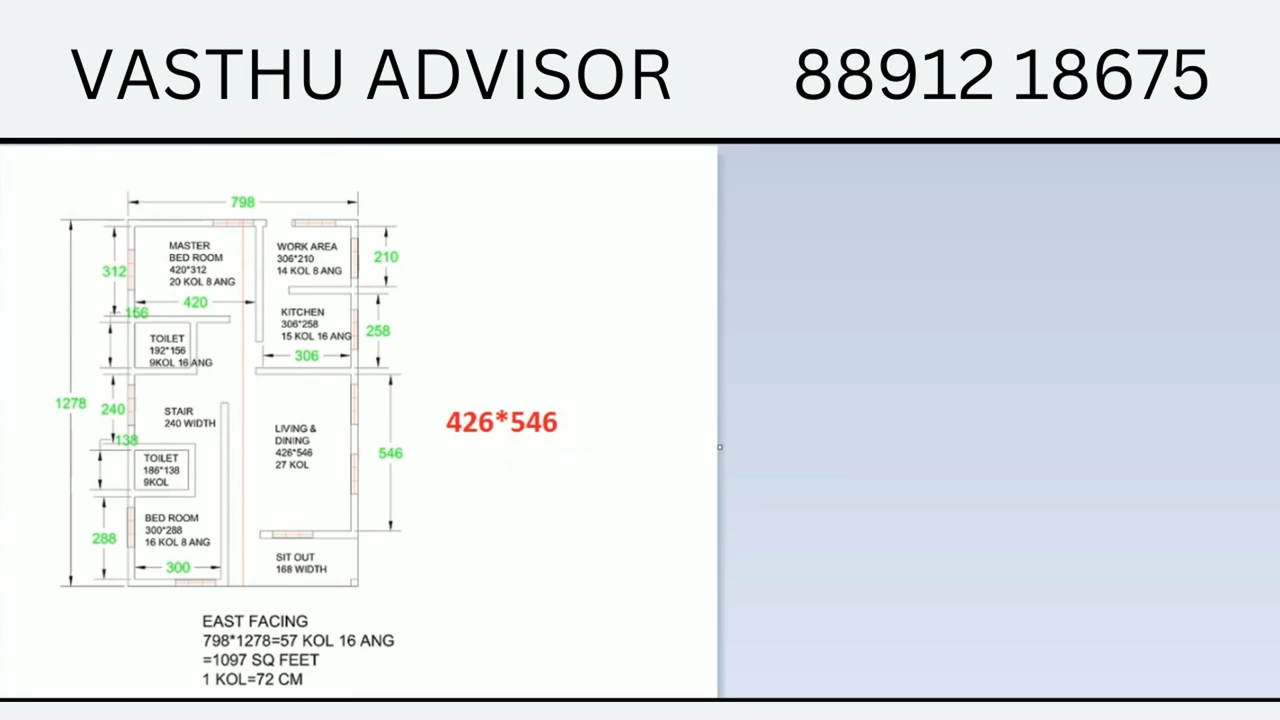 VASTHU ADVISOR 88912 18675
798
MASTER
BED ROOM
420*312
20 KOL 8 ANG
WORK AREA
306*210
14 KOL 8 ANG
210
312
420
166
KITCHEN
306*258
15 KOL 16 ANG
258
TOILET
192*156
9KOL 16 ANG
306
1278
240
STAIR
240 WIDTH
426*546
LIVING &
DINING
426*546
27 KOL
546
138
TOILET
186*138
9KOL
BED ROOM
300*288
16 KOL 8 ANG
288
300
SIT OUT
168 WIDTH
EAST FACING
798*1278=57 KOL 16 ANG
=1097 SQ FEET
1 KOL=72 CM